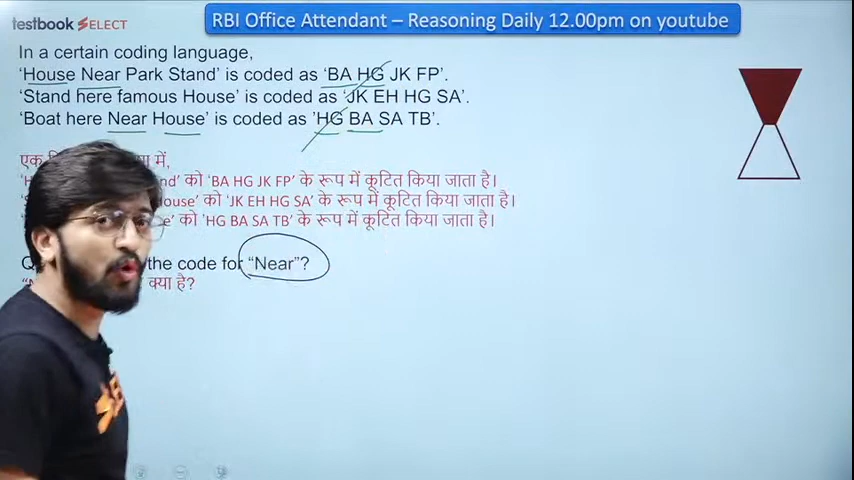 testbook SELECT
RBI Office Attendant – Reasoning Daily 12.00pm on youtube
In a certain coding language,
‘House Near Park Stand’ is coded as ‘BA HG JK FP’.
‘Stand here famous House’ is coded as ‘JK EH HG SA’.
‘Boat here Near House’ is coded as ’HG BA SA TB’.
एक में,
को ‘BA HG JK FP’ के रूप में कूटित किया जाता है।
को ‘JK EH HG SA’ के रूप में कूटित किया जाता है।
को ‘HG BA SA TB’ के रूप में कूटित किया जाता है।
the code for “Near”?
क्या है?